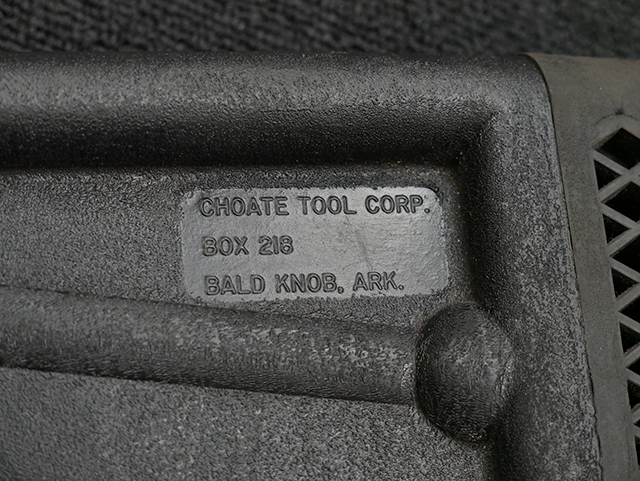 CHOATE TOOL CORP.
BOX 218
BALD KNOB, ARK.